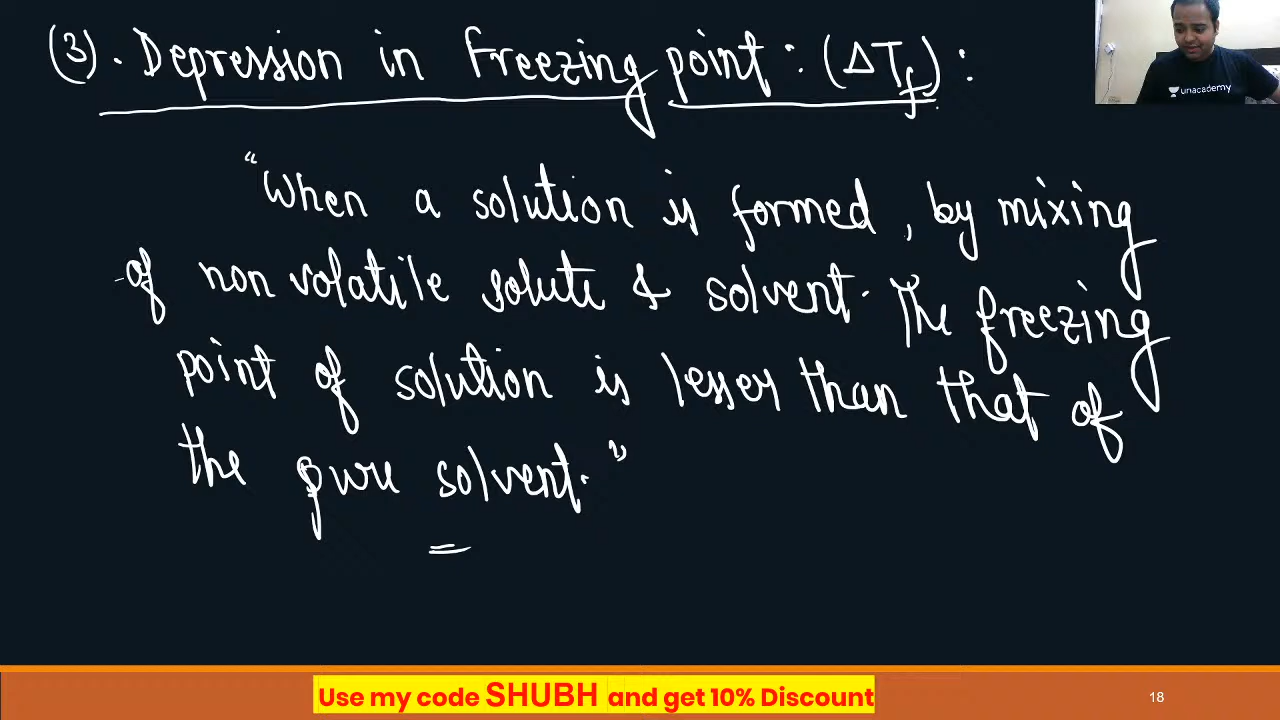 (3). Depression in freezing point : (ΔTf) :
unacademy
"When a solution is formed, by mixing
of non volatile solute & solvent. The freezing
point of solution is lesser than that of
the pure solvent."
Use my code SHUBH and get 10% Discount
18